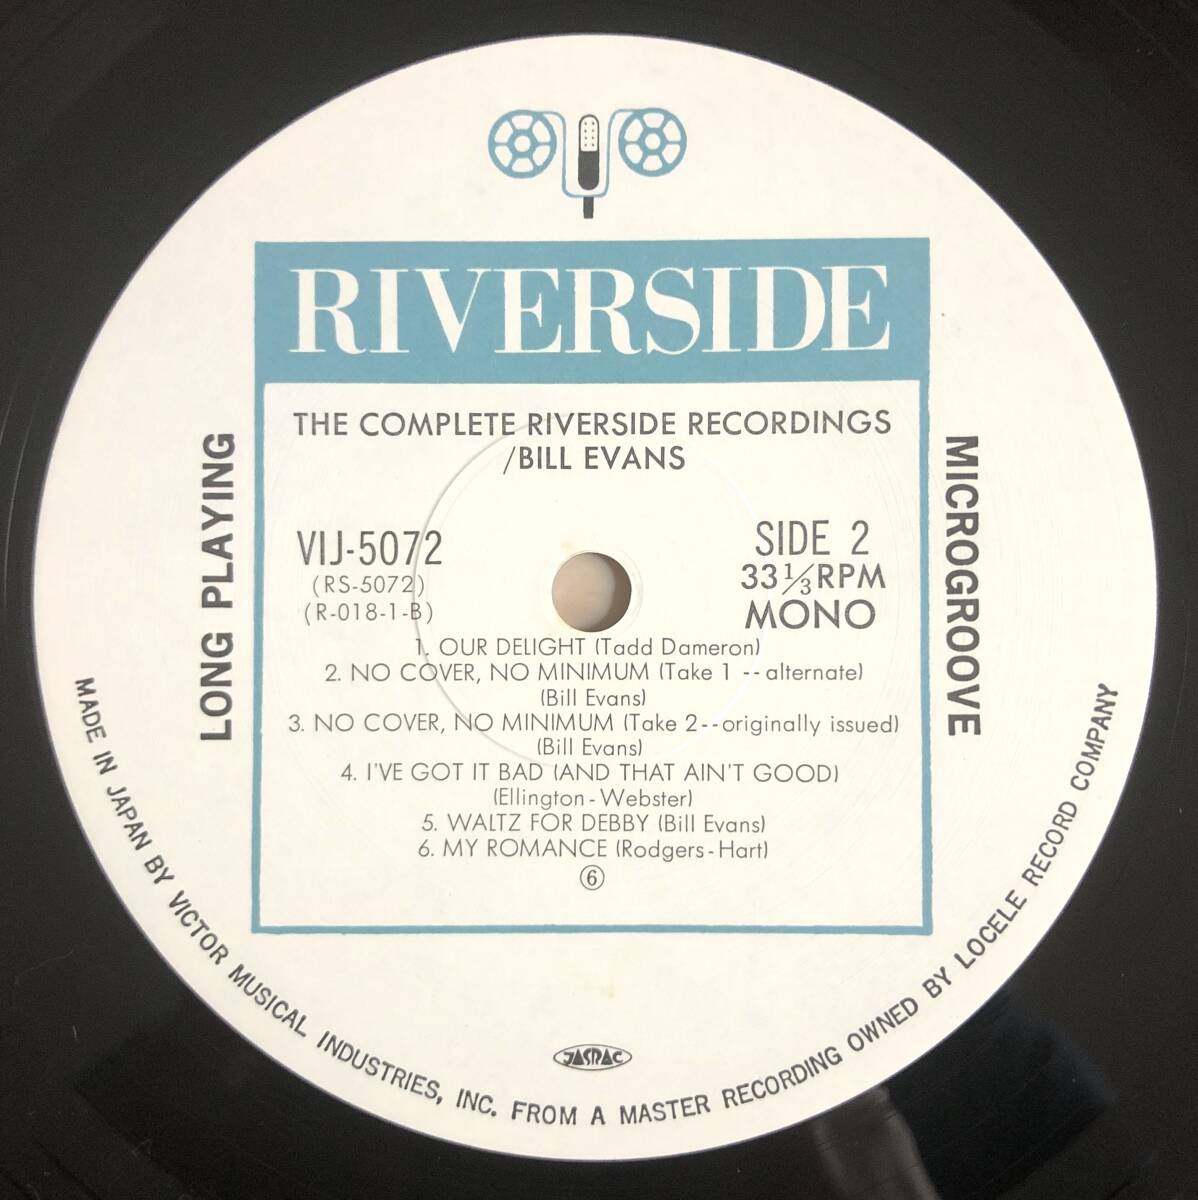 RIVERSIDE
THE COMPLETE RIVERSIDE RECORDINGS
/BILL EVANS
LONG PLAYING
MICROGROOVE
VIJ-5072
(RS-5072)
(R-018-1-B)
SIDE 2
33 1/3 RPM
MONO
1. OUR DELIGHT (Tadd Dameron)
2. NO COVER, NO MINIMUM (Take 1 -- alternate)
(Bill Evans)
3. NO COVER, NO MINIMUM (Take 2--originally issued)
(Bill Evans)
4. I'VE GOT IT BAD (AND THAT AIN'T GOOD)
(Ellington-Webster)
5. WALTZ FOR DEBBY (Bill Evans)
6. MY ROMANCE (Rodgers-Hart)
⑥
JASRAC
MADE IN JAPAN BY VICTOR MUSICAL INDUSTRIES, INC. FROM A MASTER RECORDING OWNED BY LOCELE RECORD COMPANY